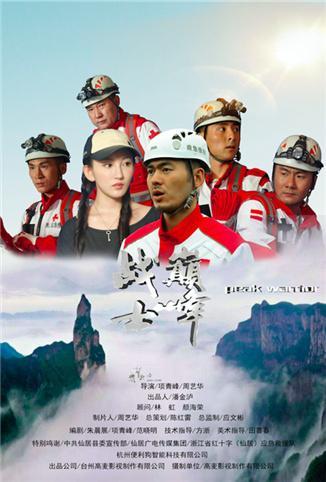 战 巅
士 峰
peak warrior
导演/项青峰 周艺华
出品人/潘金泸
顾问/林 虹 颜海荣
制片人/周艺华 总策划/陈红雷 总监制/应文彬
编剧/朱晨展/项青峰/范晓明 技术指导/方浙 美术指导/田喜春
特别鸣谢/中共仙居县委宣传部/仙居广电传媒集团/浙江省红十字(仙居)应急救援队
杭州便利狗智能科技有限公司
出品公司/台州高麦影视制作有限公司 摄制单位/高麦影视制作有限公司